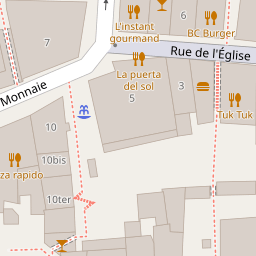 L'instant
gourmand
BC Burger
Rue de l'Église
7
La puerta
del sol
5
3
Monnaie
Tuk Tuk
10
10bis
za rapido
10ter